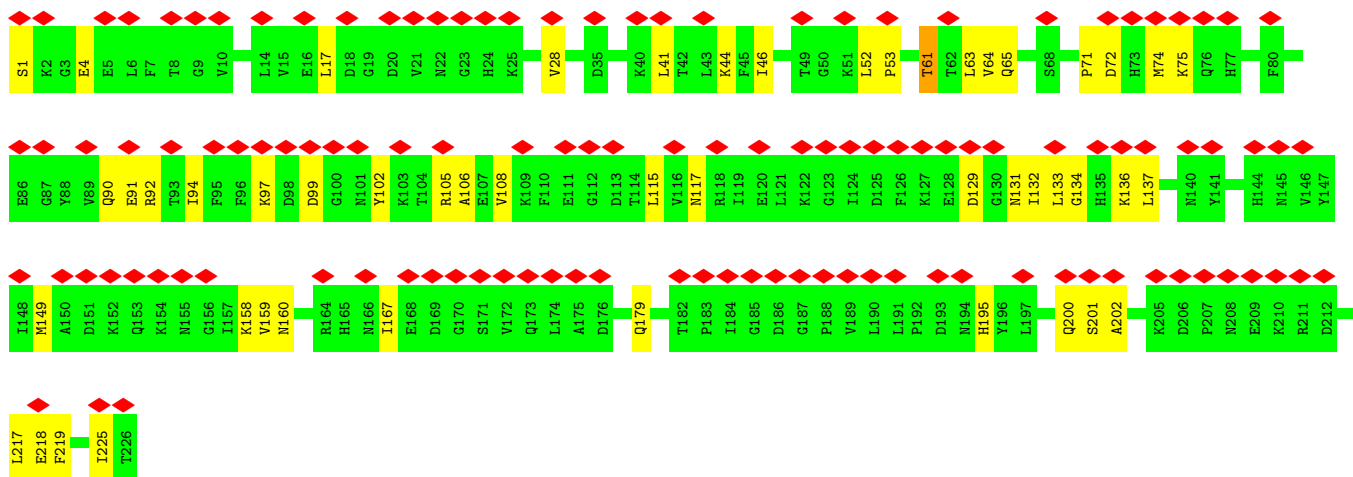 S1 K2 G3 E4 E5 L6 F7 T8 G9 V10 L14 V15 E16 L17 D18 G19 D20 V21 N22 G23 H24 K25 V28 D35 K40 L41 T42 L43 K44 F45 I46 T49 G50 K51 L52 P53 T61 T62 L63 V64 Q65 S68 P71 D72 H73 M74 K75 Q76 H77 F80
E86 G87 Y88 V89 Q90 E91 R92 T93 I94 F95 F96 K97 D98 D99 G100 N101 Y102 K103 T104 R105 A106 E107 V108 K109 F110 E111 G112 D113 T114 L115 V116 N117 R118 I119 E120 L121 K122 G123 I124 D125 F126 K127 E128 D129 G130 N131 I132 L133 G134 H135 K136 L137 N140 Y141 H144 N145 V146 Y147
I148 M149 A150 D151 K152 Q153 K154 N155 G156 I157 K158 V159 N160 R164 H165 N166 I167 E168 D169 G170 S171 V172 Q173 L174 A175 D176 Q179 T182 P183 I184 G185 D186 G187 P188 V189 L190 L191 P192 D193 N194 H195 Y196 L197 Q200 S201 A202 K205 D206 P207 N208 E209 K210 R211 D212
L217 E218 F219 I225 T226